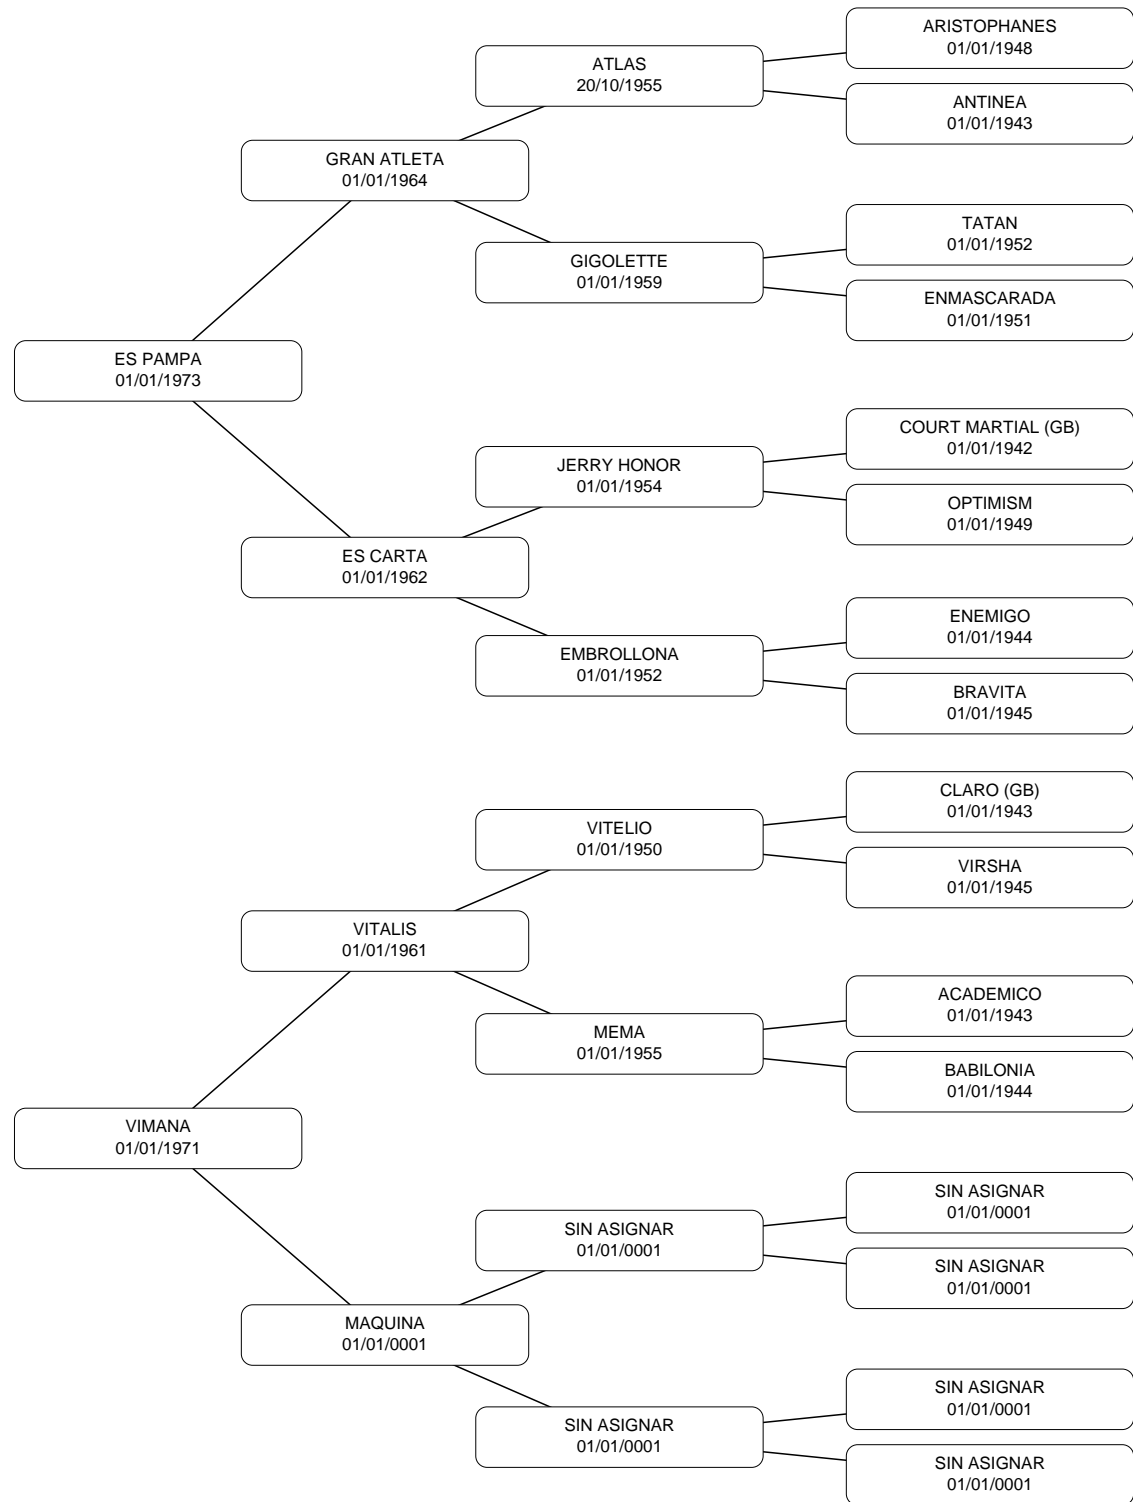 ARISTOPHANES
01/01/1948
ATLAS
20/10/1955
ANTINEA
01/01/1943
GRAN ATLETA
01/01/1964
TATAN
01/01/1952
GIGOLETTE
01/01/1959
ENMASCARADA
01/01/1951
ES PAMPA
01/01/1973
COURT MARTIAL (GB)
01/01/1942
JERRY HONOR
01/01/1954
OPTIMISM
01/01/1949
ES CARTA
01/01/1962
ENEMIGO
01/01/1944
EMBROLLONA
01/01/1952
BRAVITA
01/01/1945
CLARO (GB)
01/01/1943
VITELIO
01/01/1950
VIRSHA
01/01/1945
VITALIS
01/01/1961
ACADEMICO
01/01/1943
MEMA
01/01/1955
BABILONIA
01/01/1944
VIMANA
01/01/1971
SIN ASIGNAR
01/01/0001
SIN ASIGNAR
01/01/0001
SIN ASIGNAR
01/01/0001
MAQUINA
01/01/0001
SIN ASIGNAR
01/01/0001
SIN ASIGNAR
01/01/0001
SIN ASIGNAR
01/01/0001